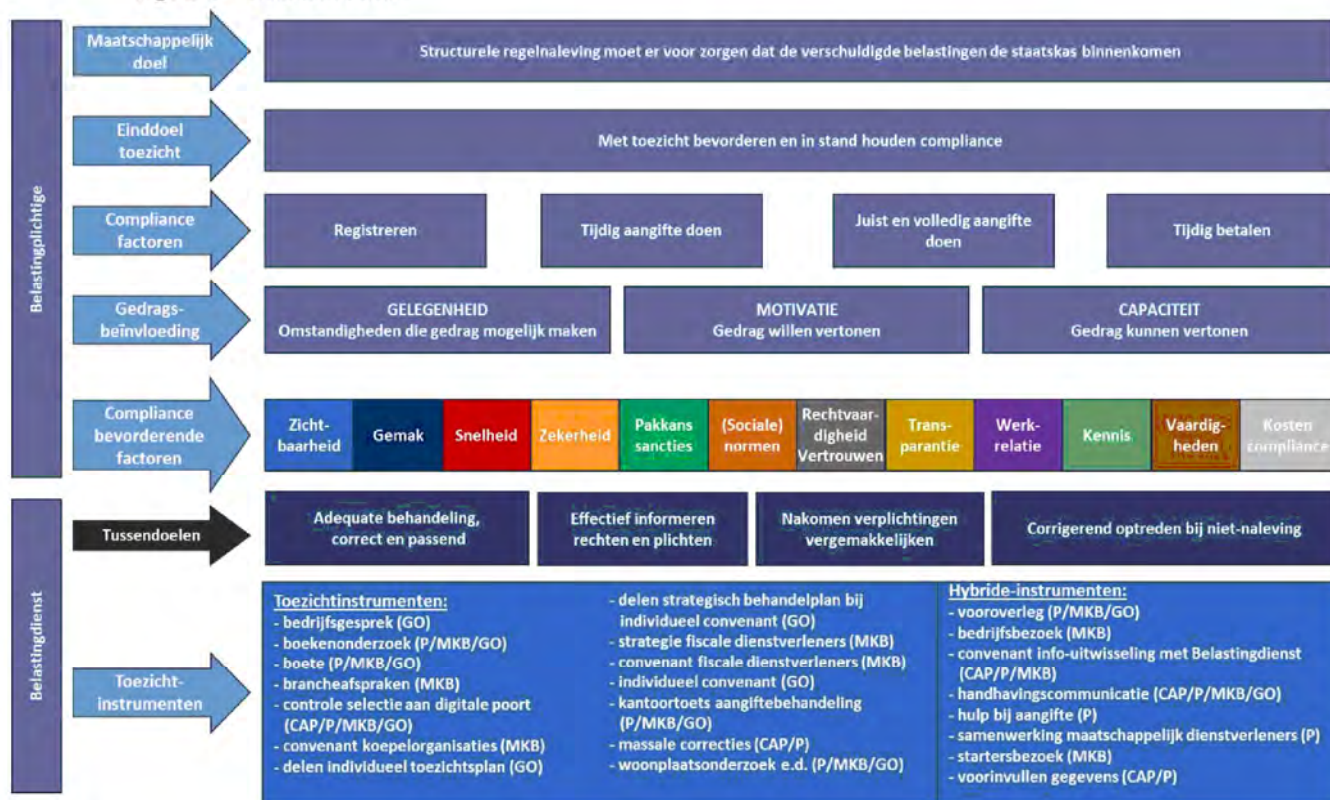 Belastingplichtige
Maatschappelijk
doel
Structurele regelnaleving moet er voor zorgen dat de verschuldigde belastingen de staatskas binnenkomen
Einddoel
toezicht
Met toezicht bevorderen en in stand houden compliance
Compliance
factoren
Registreren
Tijdig aangifte doen
Juist en volledig aangifte
doen
Tijdig betalen
Gedrags-
beïnvloeding
GELEGENHEID
Omstandigheden die gedrag mogelijk maken
MOTIVATIE
Gedrag willen vertonen
CAPACITEIT
Gedrag kunnen vertonen
Compliance
bevorderende
factoren
Zicht-
baarheid
Gemak
Snelheid
Zekerheid
Pakkans
sancties
(Sociale)
normen
Rechtvaar-
digheid
Vertrouwen
Trans-
parantie
Werk-
relatie
Kennis
Vaardig-
heden
Kosten
compliance
Belastingdienst
Tussendoelen
Adequate behandeling,
correct en passend
Effectief informeren
rechten en plichten
Nakomen verplichtingen
vergemakkelijken
Corrigerend optreden bij niet-naleving
Toezicht-
instrumenten
Toezichtinstrumenten:
- bedrijfsgesprek (GO)
- boekenonderzoek (P/MKB/GO)
- boete (P/MKB/GO)
- brancheafspraken (MKB)
- controle selectie aan digitale poort
(CAP/P/MKB/GO)
- convenant koepelorganisaties (MKB)
- delen individueel toezichtsplan (GO)
- delen strategisch behandelplan bij
individueel convenant (GO)
- strategie fiscale dienstverleners (MKB)
- convenant fiscale dienstverleners (MKB)
- individueel convenant (GO)
- kantoortoets aangiftebehandeling
(P/MKB/GO)
- massale correcties (CAP/P)
- woonplaatsonderzoek e.d. (P/MKB/GO)
Hybride-instrumenten:
- vooroverleg (P/MKB/GO)
- bedrijfsbezoek (MKB)
- convenant info-uitwisseling met Belastingdienst
(CAP/P/MKB)
- handhavingscommunicatie (CAP/P/MKB/GO)
- hulp bij aangifte (P)
- samenwerking maatschappelijk dienstverleners (P)
- startersbezoek (MKB)
- voorinvullen gegevens (CAP/P)